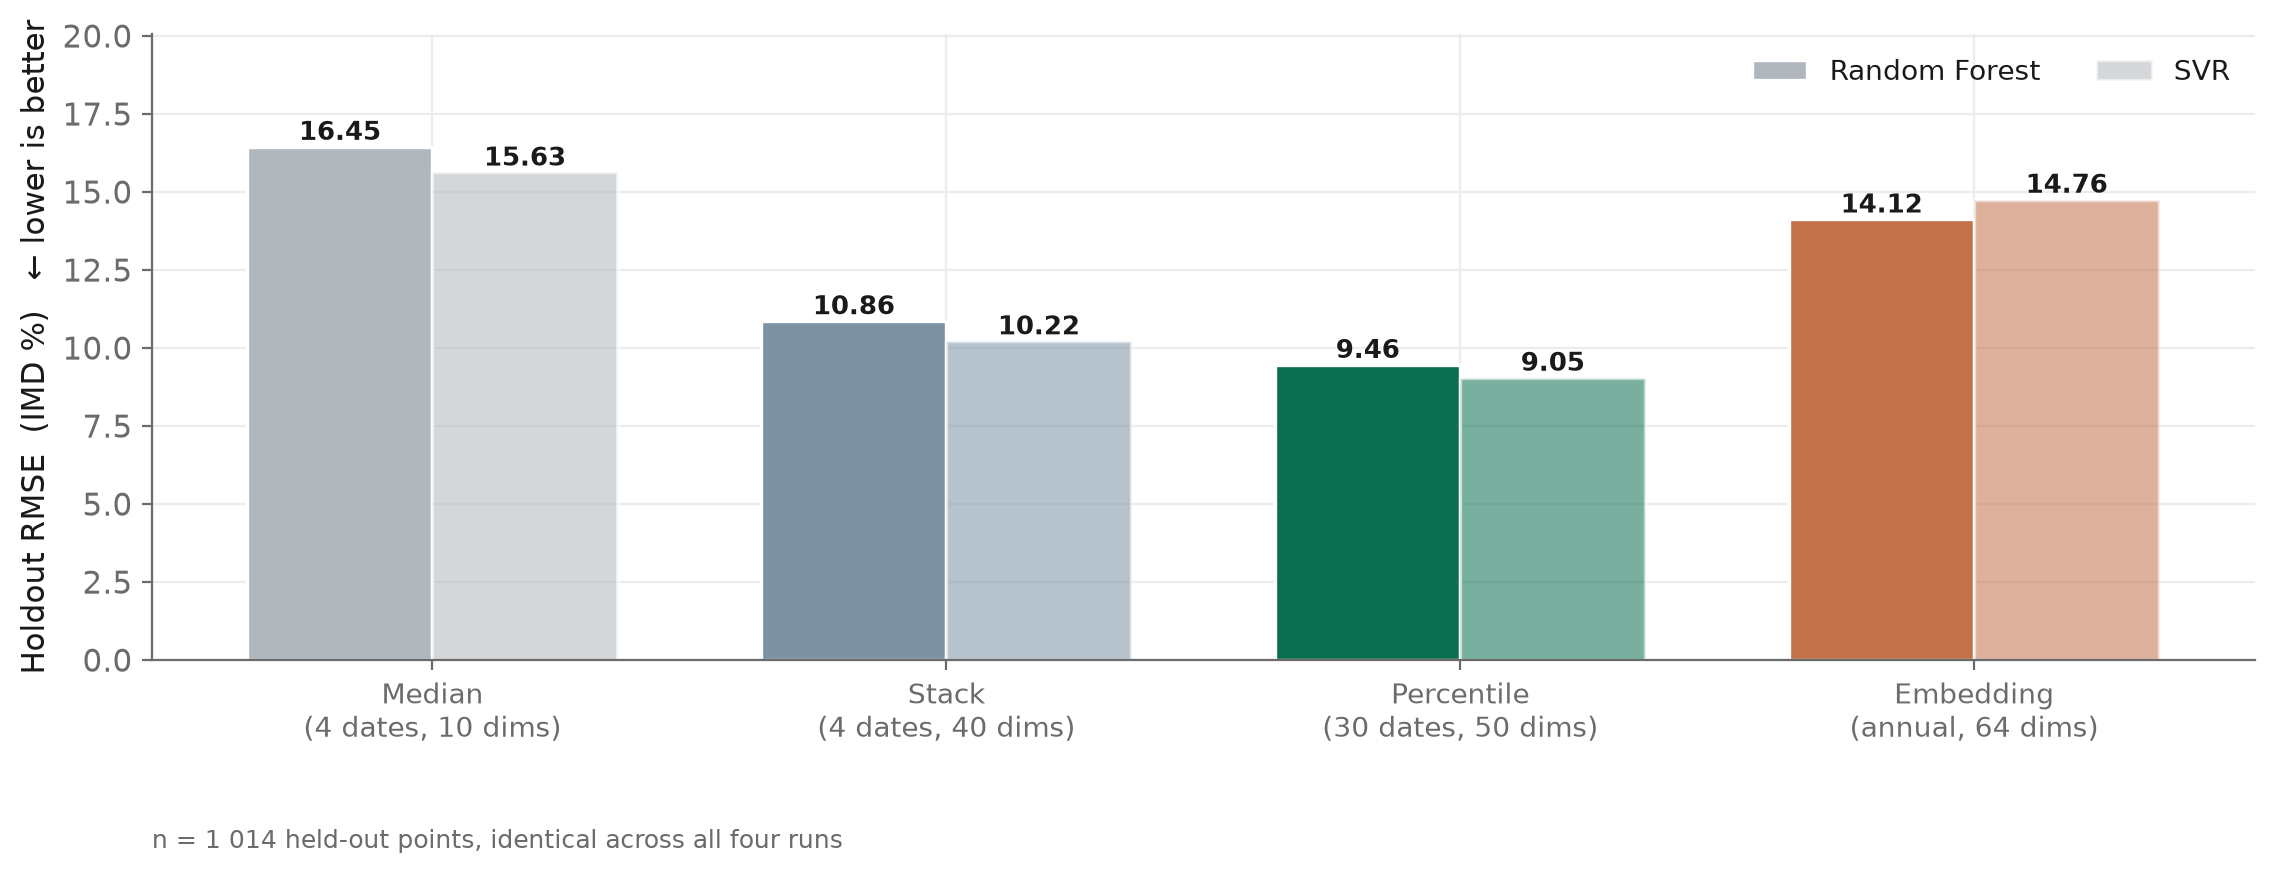 Holdout RMSE (IMD %) ← lower is better
20.0
17.5
15.0
12.5
10.0
7.5
5.0
2.5
0.0
Random Forest
SVR
16.45
15.63
10.86
10.22
9.46
9.05
14.12
14.76
Median
(4 dates, 10 dims)
Stack
(4 dates, 40 dims)
Percentile
(30 dates, 50 dims)
Embedding
(annual, 64 dims)
n = 1 014 held-out points, identical across all four runs